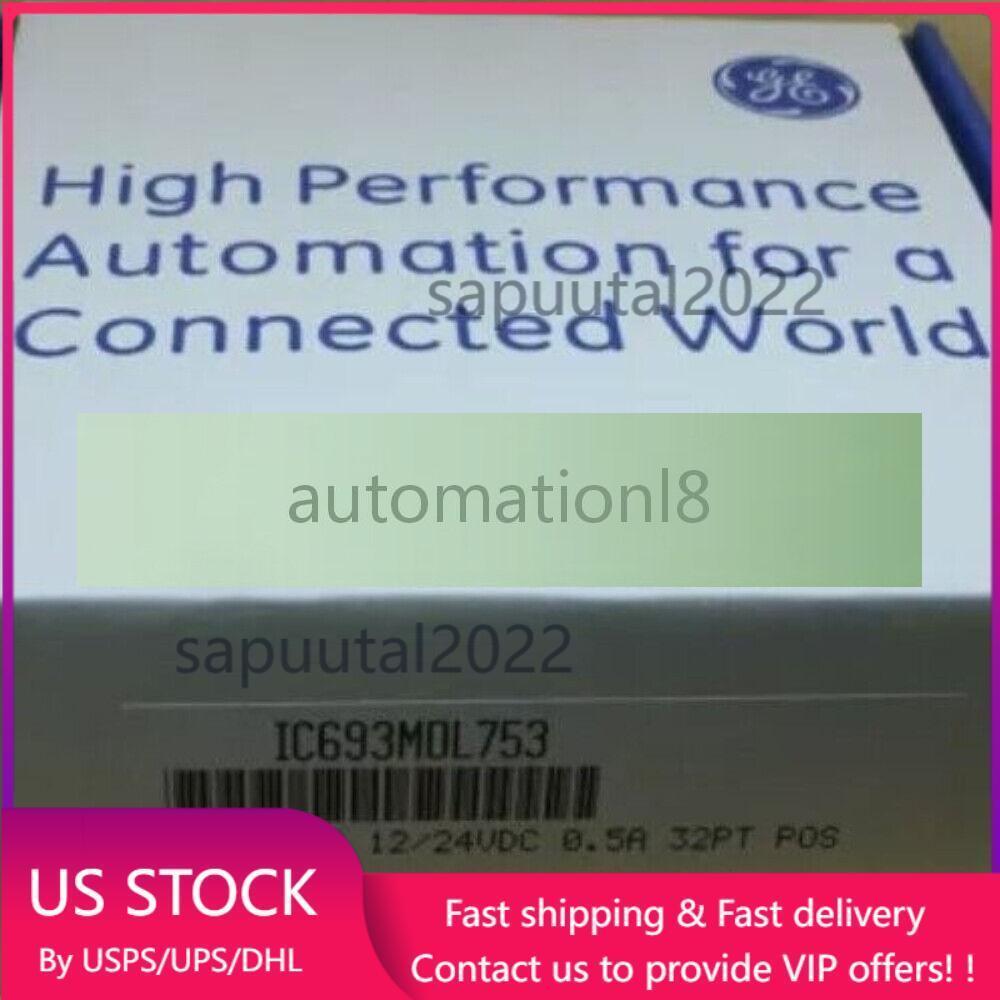 GE
High Performance
Automation for a
sapuutal2022
Connected World
automationl8
sapuutal2022
IC693MDL753
12/24VDC 0.5A 32PT POS
US STOCK
By USPS/UPS/DHL
Fast shipping & Fast delivery
Contact us to provide VIP offers! !